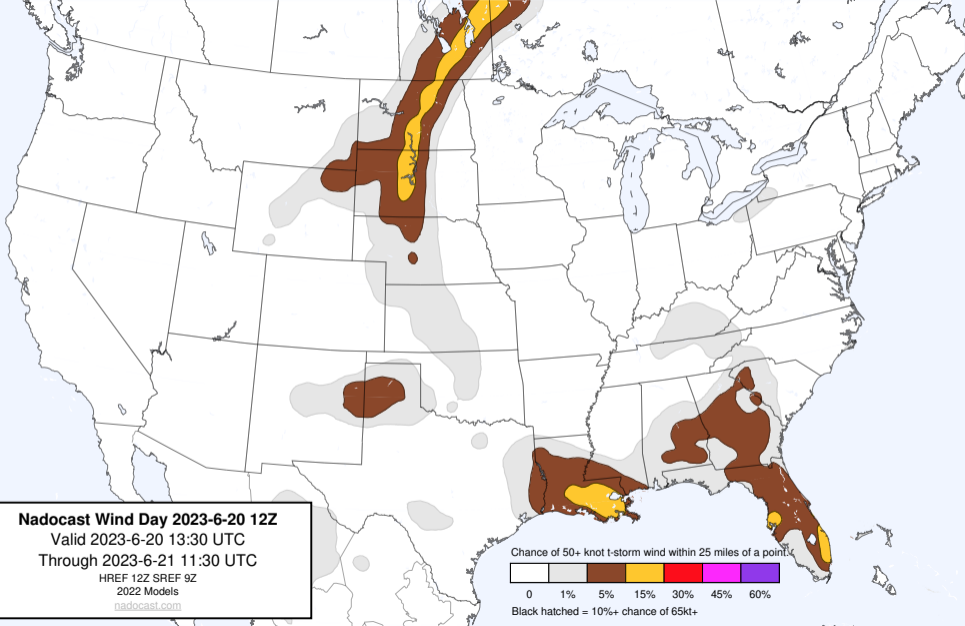 Nadocast Wind Day 2023-6-20 12Z
Valid 2023-6-20 13:30 UTC
Through 2023-6-21 11:30 UTC
HREF 12Z SREF 9Z
2022 Models
nadocast.com
Chance of 50+ knot t-storm wind within 25 miles of a point.
0 1% 5% 15% 30% 45% 60%
Black hatched = 10%+ chance of 65kt+